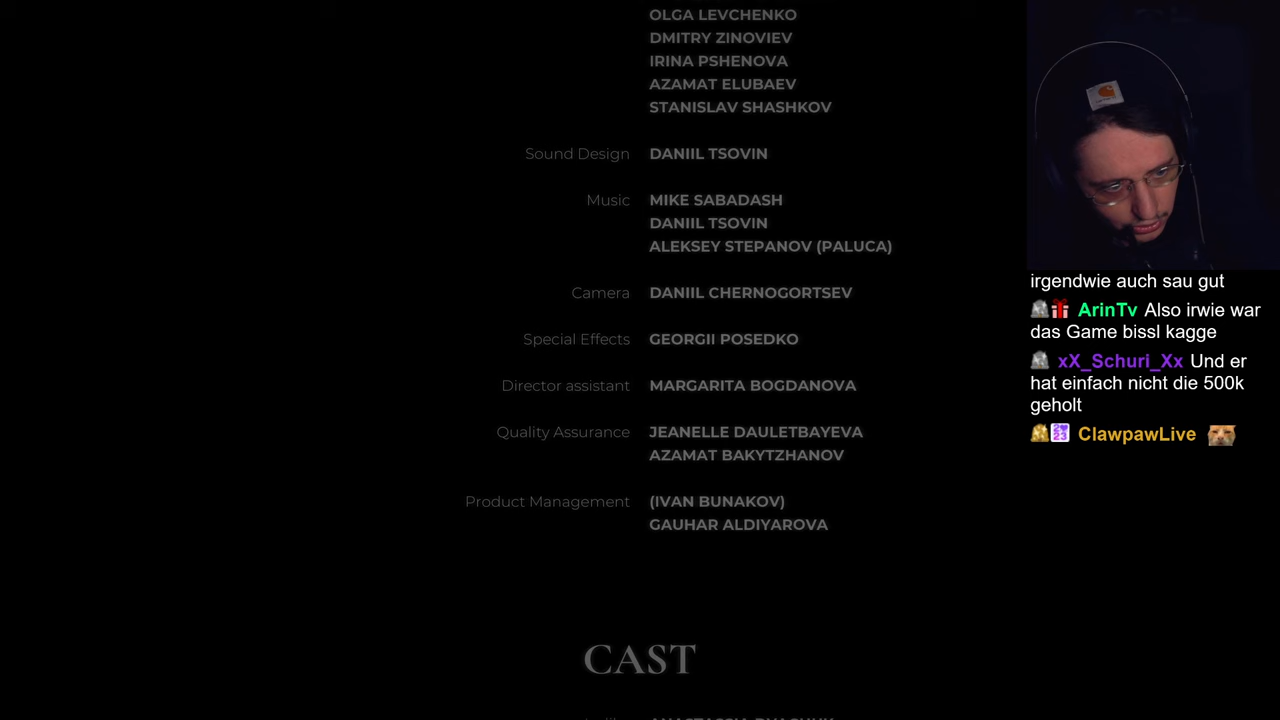 OLGA LEVCHENKO
DMITRY ZINOVIEV
IRINA PSHENOVA
AZAMAT ELUBAEV
STANISLAV SHASHKOV
Sound Design DANIIL TSOVIN
Music MIKE SABADASH
DANIIL TSOVIN
ALEKSEY STEPANOV (PALUCA)
Camera DANIIL CHERNOGORTSEV
Special Effects GEORGII POSEDKO
Director assistant MARGARITA BOGDANOVA
Quality Assurance JEANELLE DAULETBAYEVA
AZAMAT BAKYTZHANOV
Product Management (IVAN BUNAKOV)
GAUHAR ALDIYAROVA
CAST
irgendwie auch sau gut
ArinTv Also irwie war
das Game bissl kagge
xX_Schuri_Xx Und er
hat einfach nicht die 500k
geholt
ClawpawLive